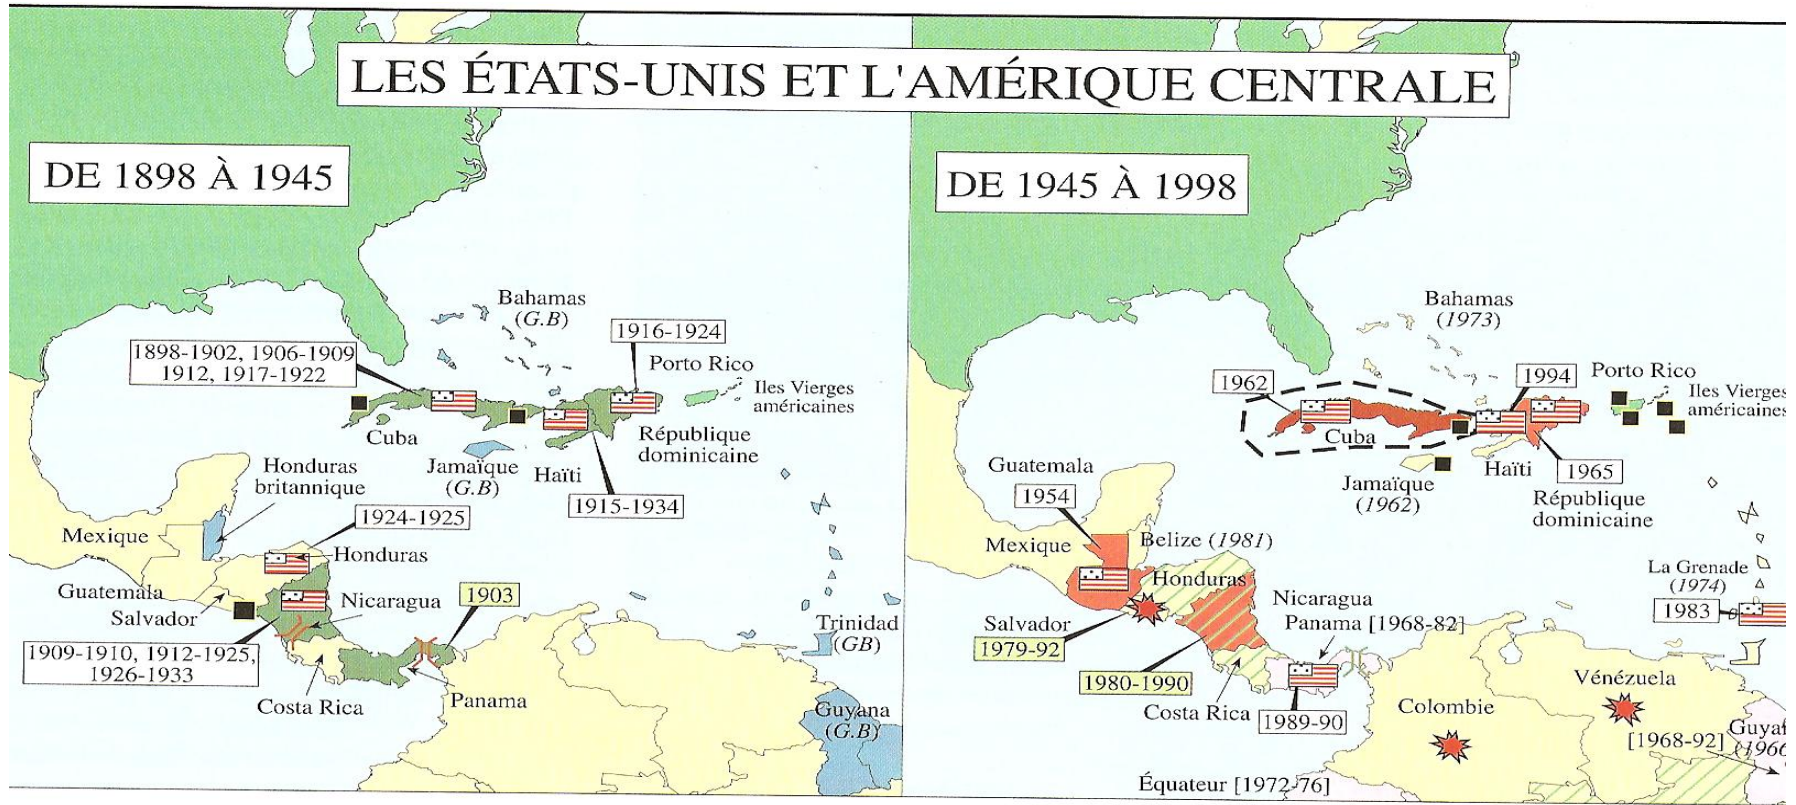 LES ÉTATS-UNIS ET L'AMÉRIQUE CENTRALE
DE 1898 À 1945
Bahamas
(G.B)
1916-1924
1898-1902, 1906-1909
1912, 1917-1922
Porto Rico
Iles Vierges
américaines
Cuba
République
dominicaine
Jamaïque
(G.B)
Haïti
Honduras
britannique
1915-1934
1924-1925
Mexique
Honduras
Guatemala
Salvador
Nicaragua
1903
Trinidad
(GB)
1909-1910, 1912-1925,
1926-1933
Costa Rica
Panama
Guyana
(G.B)
DE 1945 À 1998
Bahamas
(1973)
1962
1994
Porto Rico
Iles Vierges
américaines
Cuba
Guatemala
1954
Haïti
1965
Jamaïque
(1962)
République
dominicaine
Mexique
Belize (1981)
La Grenade
(1974)
Honduras
1983
Nicaragua
Panama [1968-82]
Salvador
1979-92
1980-1990
Vénézuela
Costa Rica
1989-90
Colombie
[1968-92]
Guya
(1966
Équateur [1972-76]